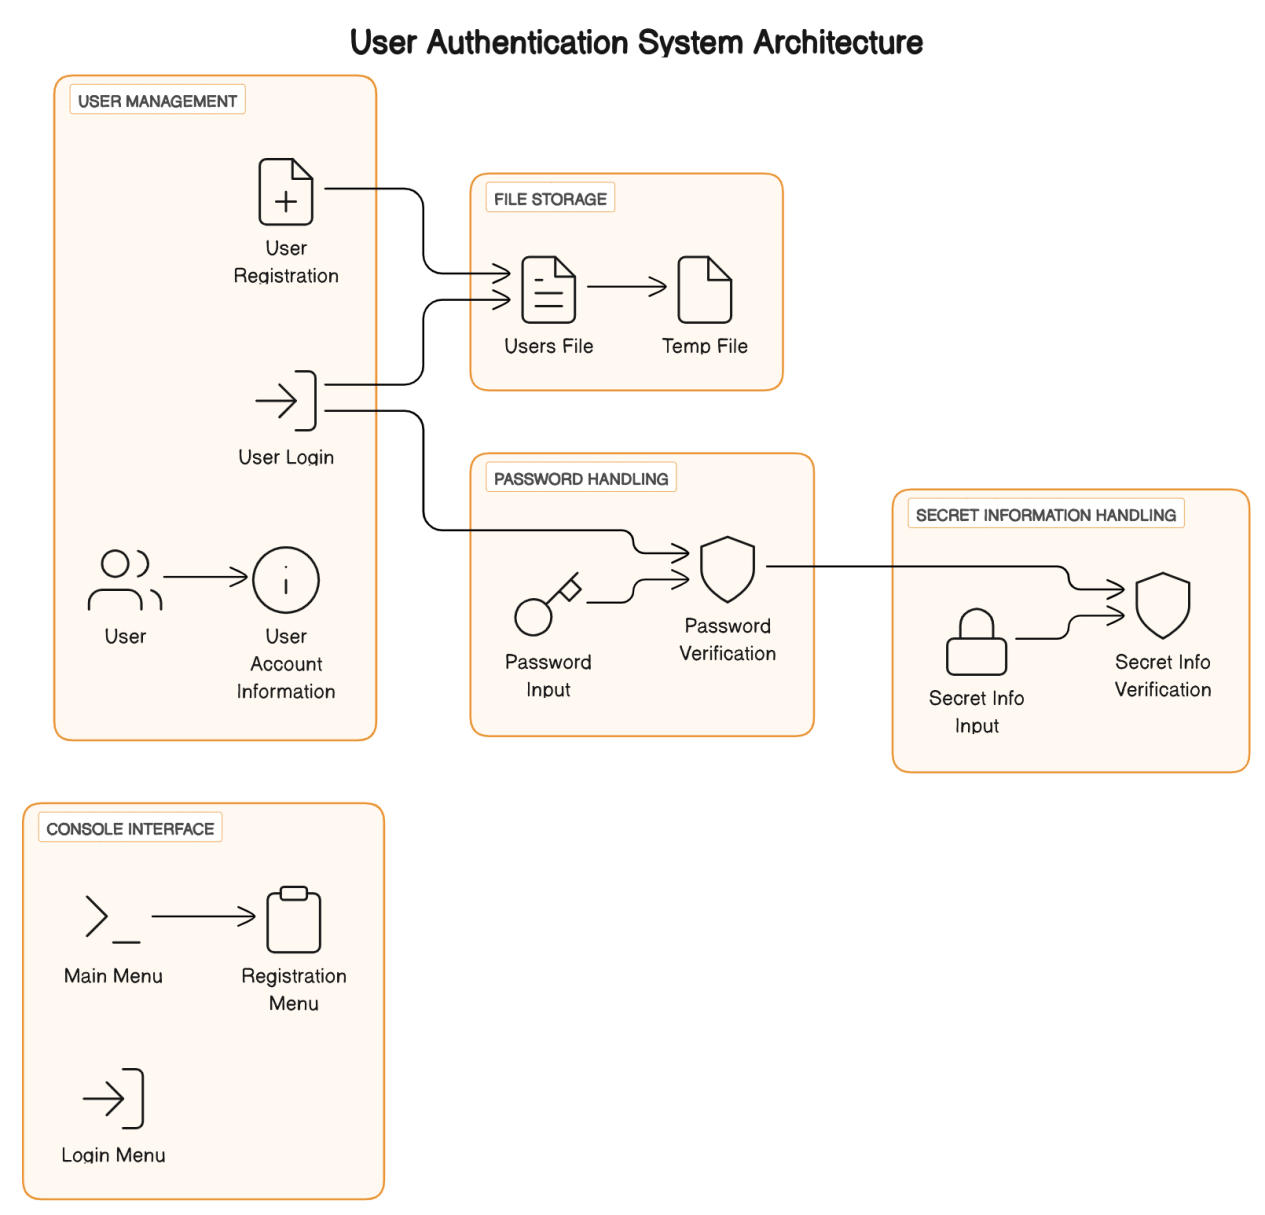 User Authentication System Architecture
USER MANAGEMENT
User
Registration
User Login
User
User
Account
Information
FILE STORAGE
Users File
Temp File
PASSWORD HANDLING
Password
Input
Password
Verification
SECRET INFORMATION HANDLING
Secret Info
Input
Secret Info
Verification
CONSOLE INTERFACE
Main Menu
Registration
Menu
Login Menu